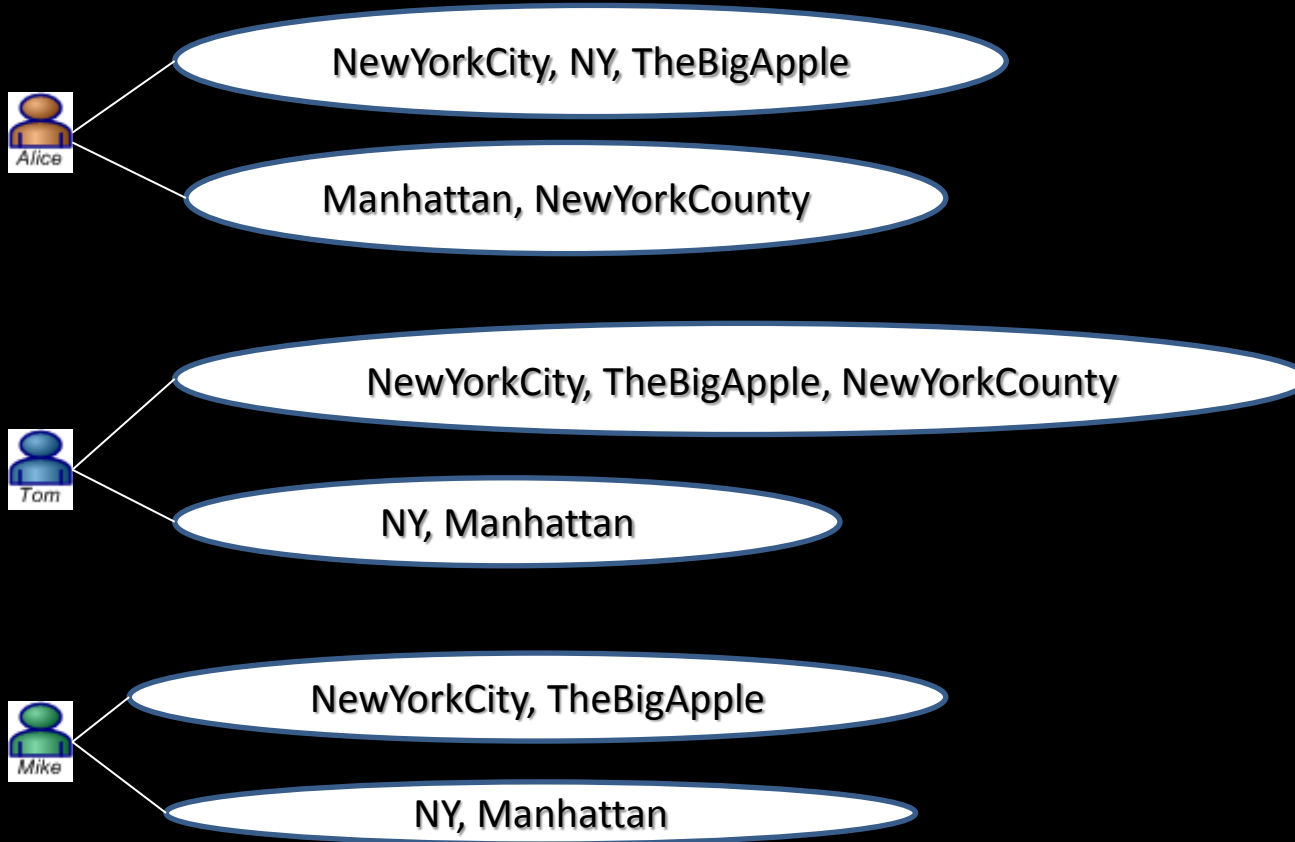 NewYorkCity, NY, TheBigApple
Alice
Manhattan, NewYorkCounty
NewYorkCity, TheBigApple, NewYorkCounty
Tom
NY, Manhattan
NewYorkCity, TheBigApple
Mike
NY, Manhattan